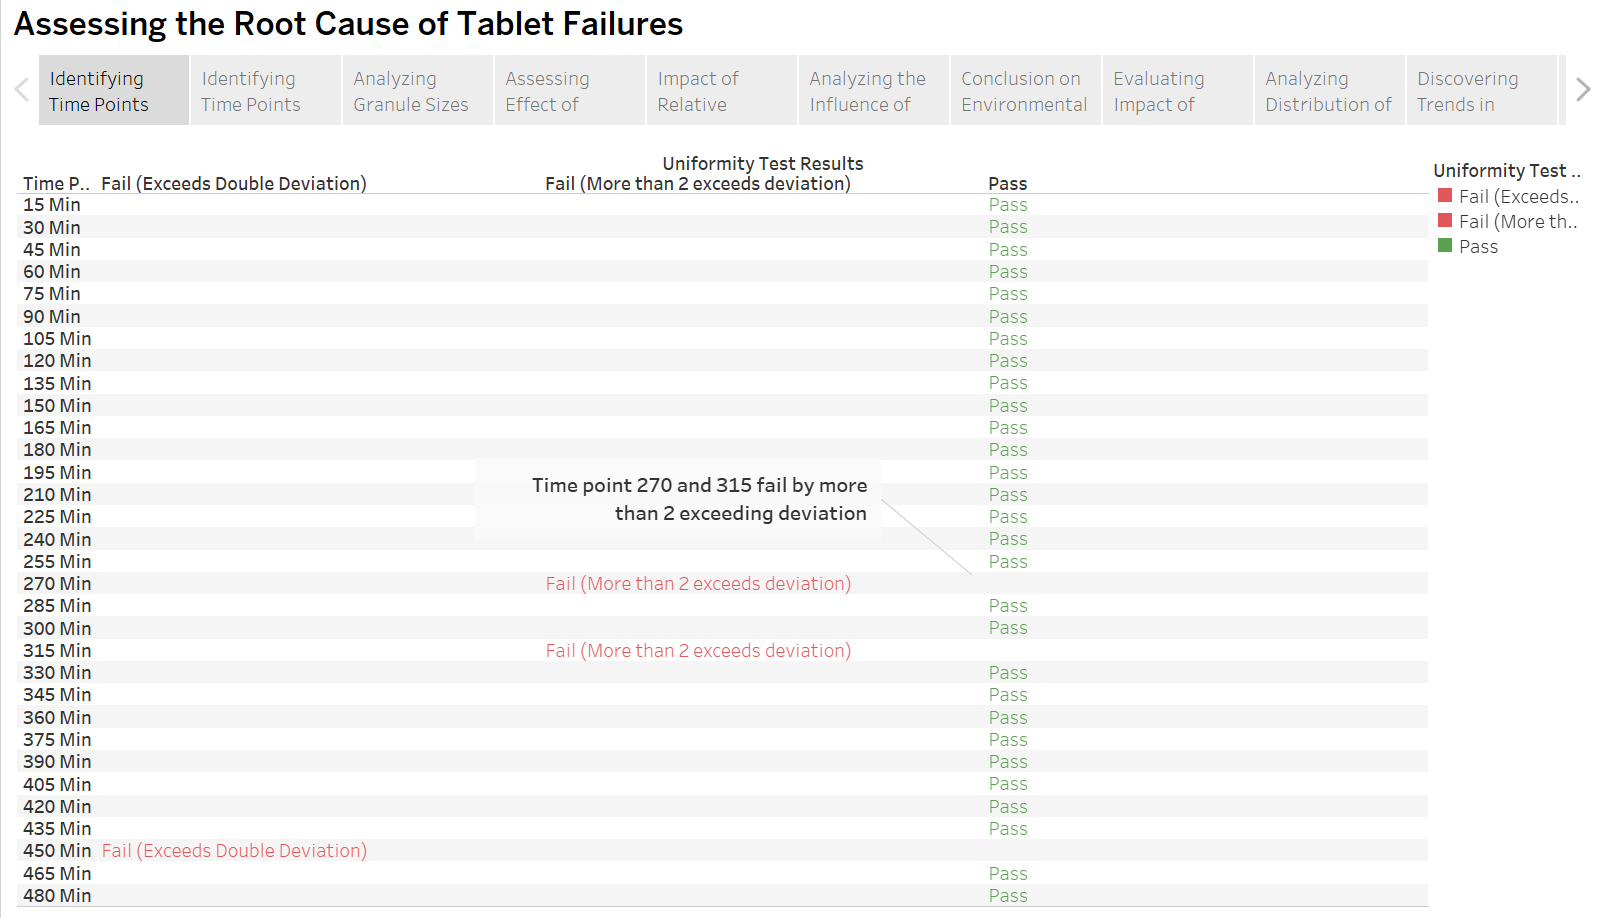 Assessing the Root Cause of Tablet Failures
Identifying
Time Points
Identifying
Time Points
Analyzing
Granule Sizes
Assessing
Effect of
Impact of
Relative
Analyzing the
Influence of
Conclusion on
Environmental
Evaluating
Impact of
Analyzing
Distribution of
Discovering
Trends in
Uniformity Test Results
Time P.. Fail (Exceeds Double Deviation) Fail (More than 2 exceeds deviation) Pass
15 Min Pass
30 Min Pass
45 Min Pass
60 Min Pass
75 Min Pass
90 Min Pass
105 Min Pass
120 Min Pass
135 Min Pass
150 Min Pass
165 Min Pass
180 Min Pass
195 Min Pass
210 Min Pass
225 Min Pass
240 Min Pass
255 Min Pass
270 Min Fail (More than 2 exceeds deviation)
285 Min Pass
300 Min Pass
315 Min Fail (More than 2 exceeds deviation)
330 Min Pass
345 Min Pass
360 Min Pass
375 Min Pass
390 Min Pass
405 Min Pass
420 Min Pass
435 Min Pass
450 Min Fail (Exceeds Double Deviation)
465 Min Pass
480 Min Pass
Time point 270 and 315 fail by more
than 2 exceeding deviation
Uniformity Test ..
Fail (Exceeds..
Fail (More th..
Pass